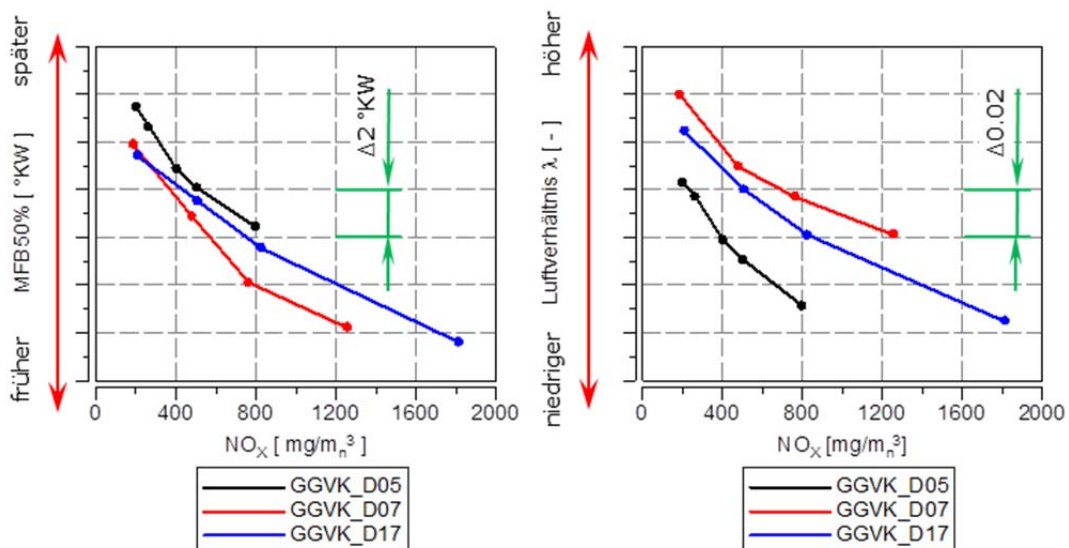 später
MFB50% [ °KW ]
früher
Δ2 °KW
0 400 800 1200 1600 2000
NOX [ mg/mn3 ]
GGVK_D05
GGVK_D07
GGVK_D17
höher
Luftverhältnis λ [ - ]
niedriger
Δ0.02
0 400 800 1200 1600 2000
NOX [mg/mn3]
GGVK_D05
GGVK_D07
GGVK_D17